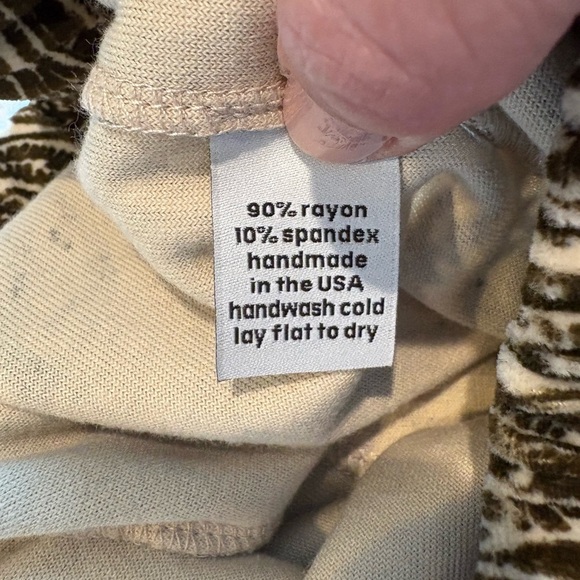 90% rayon
10% spandex
handmade
in the USA
handwash cold
lay flat to dry